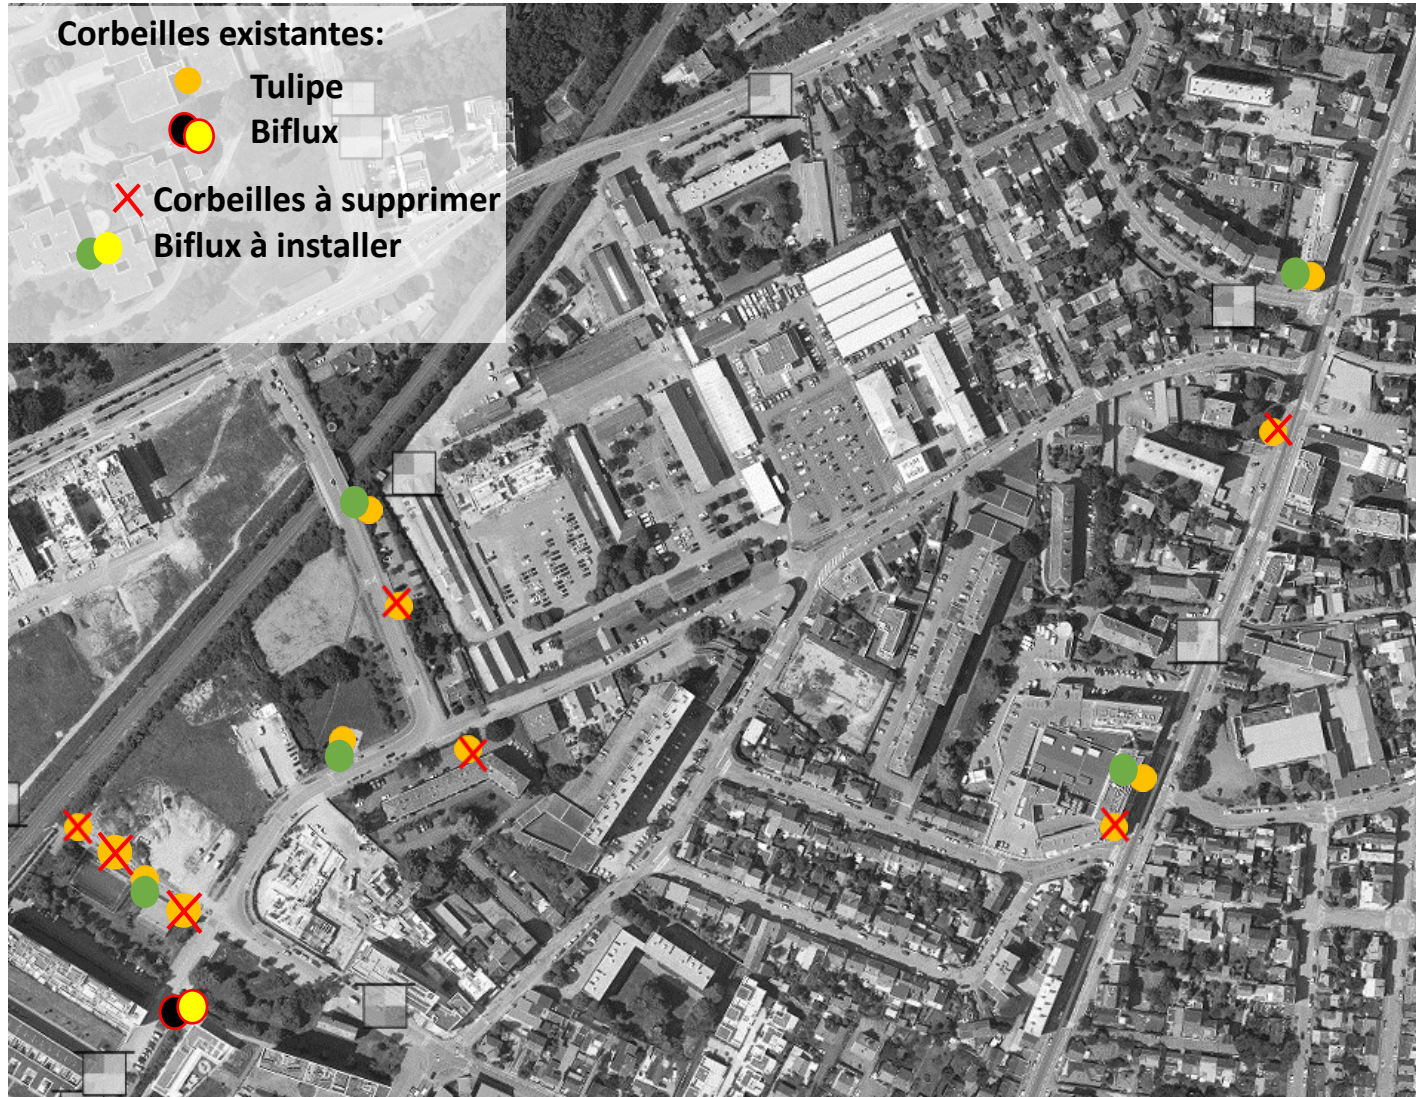 Corbeilles existantes:
Tulipe
Biflux
Corbeilles à supprimer
Biflux à installer